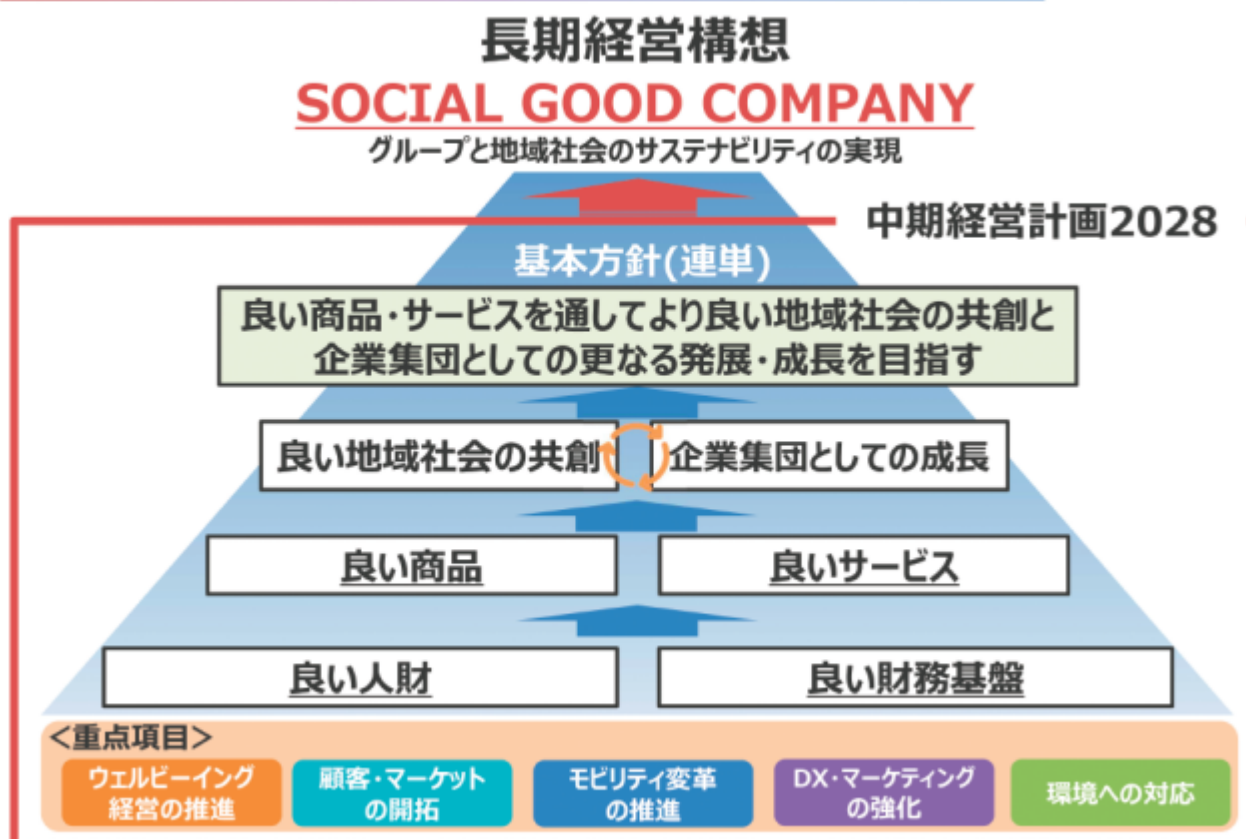 長期経営構想
SOCIAL GOOD COMPANY
グループと地域社会のサステナビリティの実現
中期経営計画2028
基本方針(連単)
良い商品・サービスを通してより良い地域社会の共創と
企業集団としての更なる発展・成長を目指す
良い地域社会の共創
企業集団としての成長
良い商品
良いサービス
良い人財
良い財務基盤
＜重点項目＞
ウェルビーイング
経営の推進
顧客・マーケット
の開拓
モビリティ変革
の推進
DX・マーケティング
の強化
環境への対応